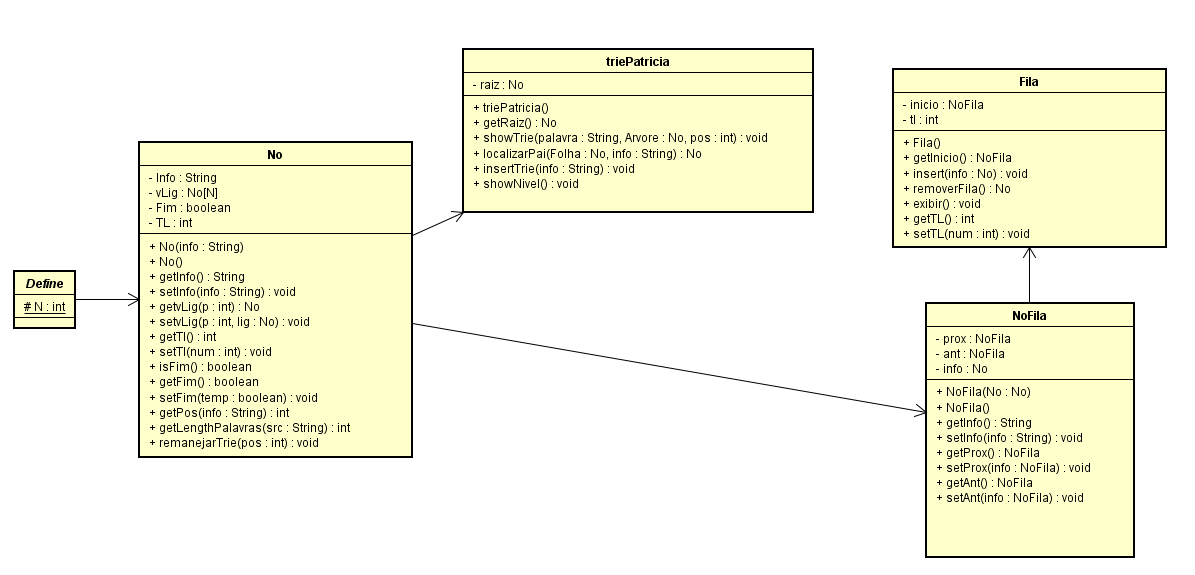 Define
# N : int
No
- Info : String
- vLig : No[N]
- Fim : boolean
- TL : int
+ No(info : String)
+ No()
+ getInfo() : String
+ setInfo(info : String) : void
+ getvLig(p : int) : No
+ setvLig(p : int, lig : No) : void
+ getTl() : int
+ setTl(num : int) : void
+ isFim() : boolean
+ getFim() : boolean
+ setFim(temp : boolean) : void
+ getPos(info : String) : int
+ getLengthPalavras(src : String) : int
+ remanejarTrie(pos : int) : void
triePatricia
- raiz : No
+ triePatricia()
+ getRaiz() : No
+ showTrie(palavra : String, Arvore : No, pos : int) : void
+ localizarPai(Folha : No, info : String) : No
+ insertTrie(info : String) : void
+ showNivel() : void
Fila
- inicio : NoFila
- tl : int
+ Fila()
+ getInicio() : NoFila
+ insert(info : No) : void
+ removerFila() : No
+ exibir() : void
+ getTL() : int
+ setTL(num : int) : void
NoFila
- prox : NoFila
- ant : NoFila
- info : No
+ NoFila(No : No)
+ NoFila()
+ getInfo() : String
+ setInfo(info : String) : void
+ getProx() : NoFila
+ setProx(info : NoFila) : void
+ getAnt() : NoFila
+ setAnt(info : NoFila) : void